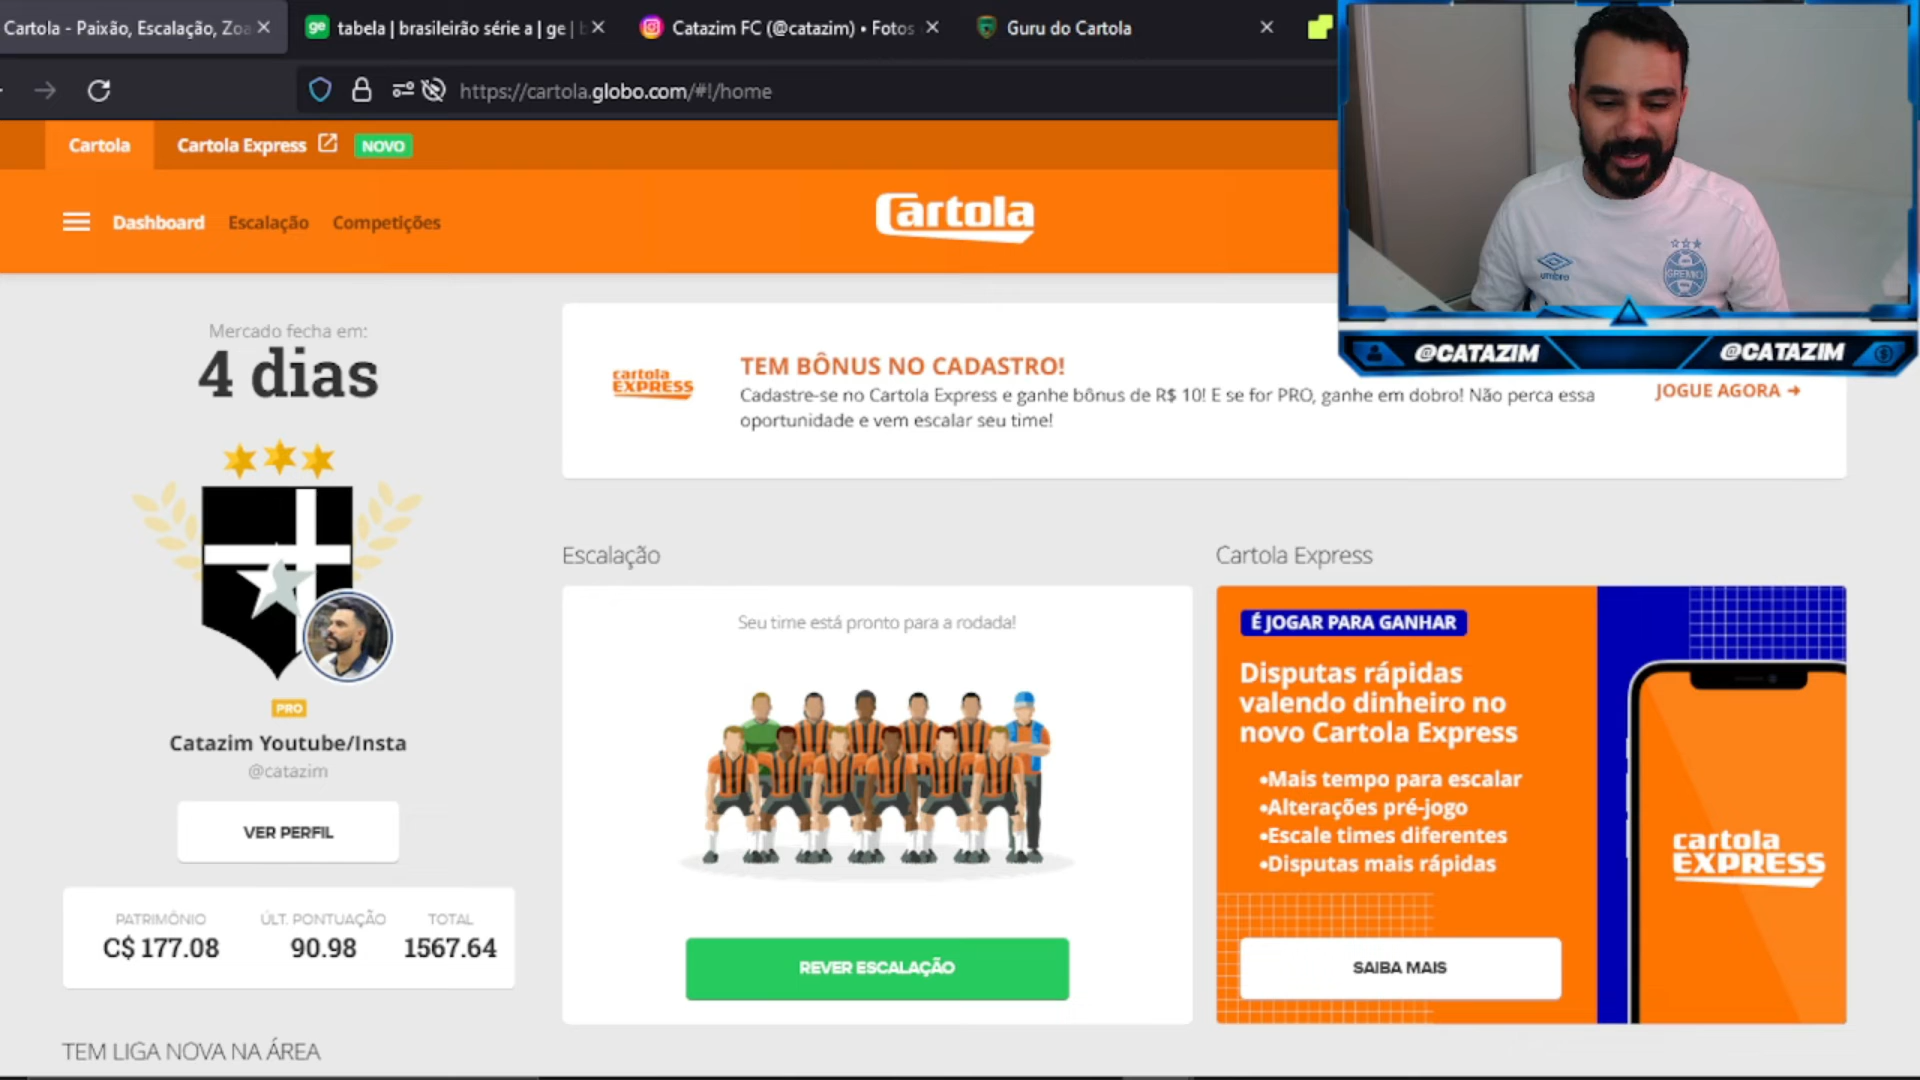 Cartola - Paixão, Escalação, Zoa
ge tabela | brasileirão série a | ge |
Catazim FC (@catazim) • Fotos
Guru do Cartola
https://cartola.globo.com/#!/home
Cartola
Cartola Express
NOVO
Dashboard
Escalação
Competições
Cartola
umbro
GREMIO
@CATAZIM
@CATAZIM
Mercado fecha em:
4 dias
cartola
EXPRESS
TEM BÔNUS NO CADASTRO!
Cadastre-se no Cartola Express e ganhe bônus de R$ 10! E se for PRO, ganhe em dobro! Não perca essa
oportunidade e vem escalar seu time!
JOGUE AGORA
PRO
Catazim Youtube/Insta
@catazim
VER PERFIL
PATRIMÔNIO
C$ 177.08
ÚLT. PONTUAÇÃO
90.98
TOTAL
1567.64
TEM LIGA NOVA NA ÁREA
Escalação
Seu time está pronto para a rodada!
REVER ESCALAÇÃO
Cartola Express
É JOGAR PARA GANHAR
Disputas rápidas
valendo dinheiro no
novo Cartola Express
•Mais tempo para escalar
•Alterações pré-jogo
•Escale times diferentes
•Disputas mais rápidas
SAIBA MAIS
cartola
EXPRESS